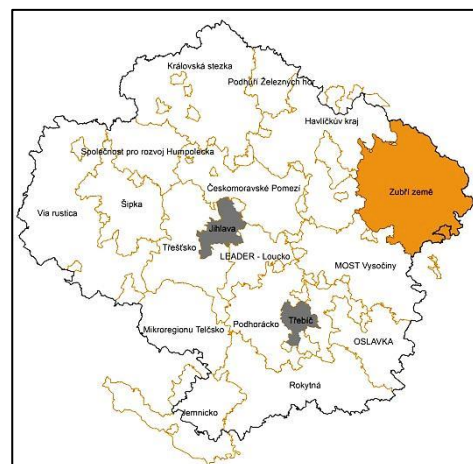 Královská stezka
Podhůří Železných hor
Havlíčkův kraj
Společnost pro rozvoj Humpolecka
Českomoravské Pomezí
Zubří země
Via rustica
Šipka
Jihlava
Třešťsko
LEADER - Loucko
MOST Vysočiny
Mikroregionu Telčsko
Podhorácko
Třebíč
OSLAVKA
Rokytná
Jemnicko